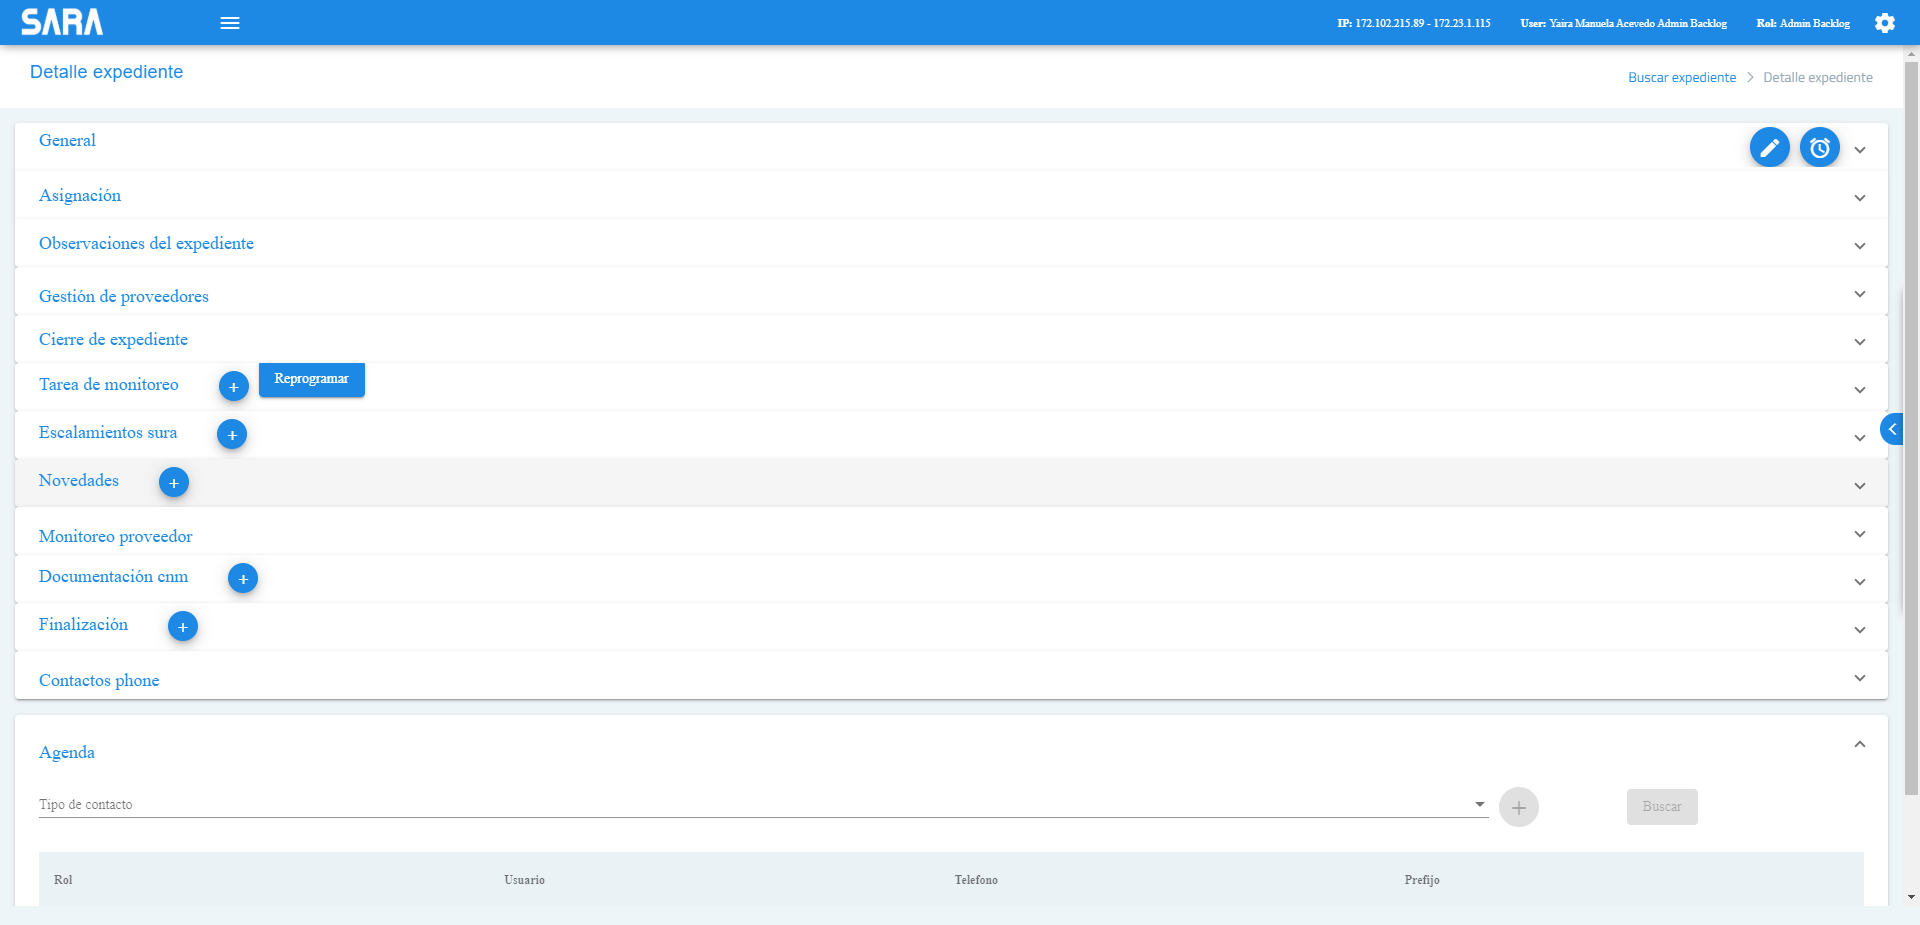 SARA
IP: 172.102.215.89 - 172.23.1.115 User: Yaira Manuela Acevedo Admin Backlog Rol: Admin Backlog
Detalle expediente
Buscar expediente > Detalle expediente
General
Asignación
Observaciones del expediente
Gestión de proveedores
Cierre de expediente
Tarea de monitoreo + Reprogramar
Escalamientos sura +
Novedades +
Monitoreo proveedor
Documentación cnm +
Finalización +
Contactos phone
Agenda
Tipo de contacto + Buscar
Rol Usuario Telefono Prefijo